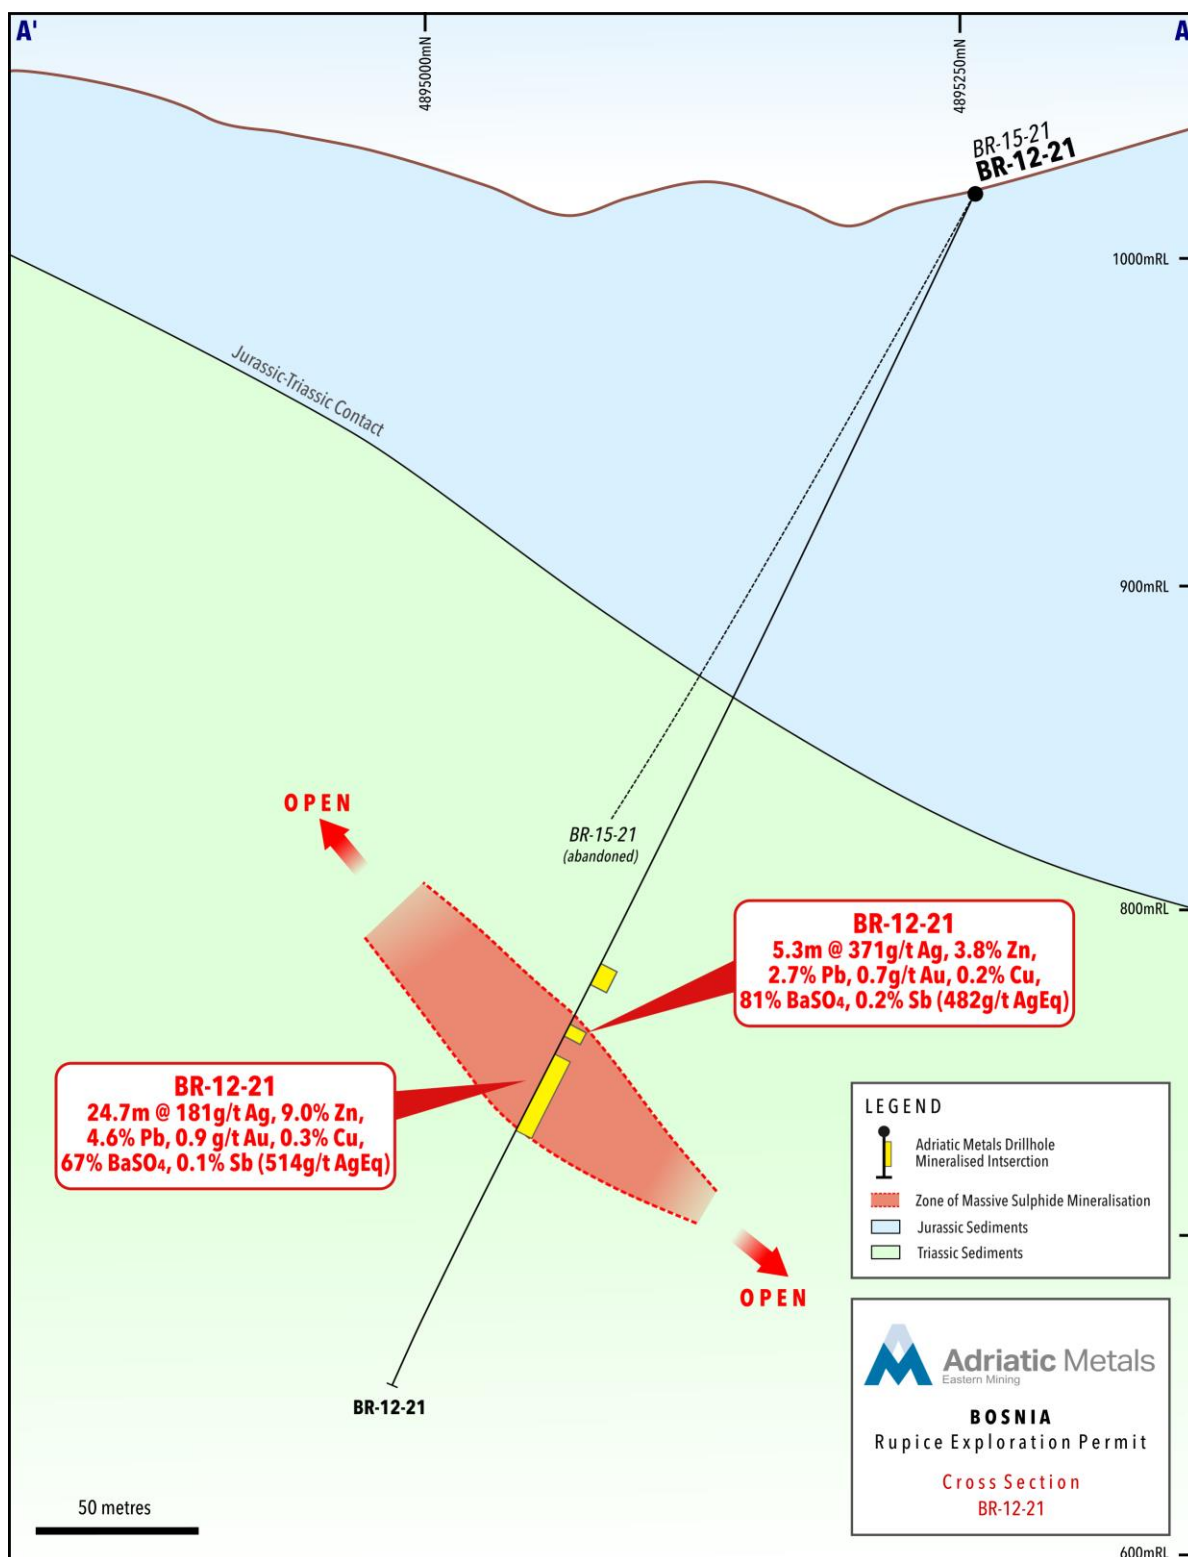 A'
A
4895000mN
4895250mN
BR-15-21
BR-12-21
1000mRL
Jurassic-Triassic Contact
900mRL
OPEN
BR-15-21
(abandoned)
800mRL
BR-12-21
5.3m @ 371g/t Ag, 3.8% Zn,
2.7% Pb, 0.7g/t Au, 0.2% Cu,
81% BaSO₄, 0.2% Sb (482g/t AgEq)
BR-12-21
24.7m @ 181g/t Ag, 9.0% Zn,
4.6% Pb, 0.9 g/t Au, 0.3% Cu,
67% BaSO₄, 0.1% Sb (514g/t AgEq)
LEGEND
Adriatic Metals Drillhole
Mineralised Intserction
Zone of Massive Sulphide Mineralisation
Jurassic Sediments
Triassic Sediments
OPEN
Adriatic Metals
Eastern Mining
BOSNIA
Rupice Exploration Permit
Cross Section
BR-12-21
BR-12-21
50 metres
600mRL